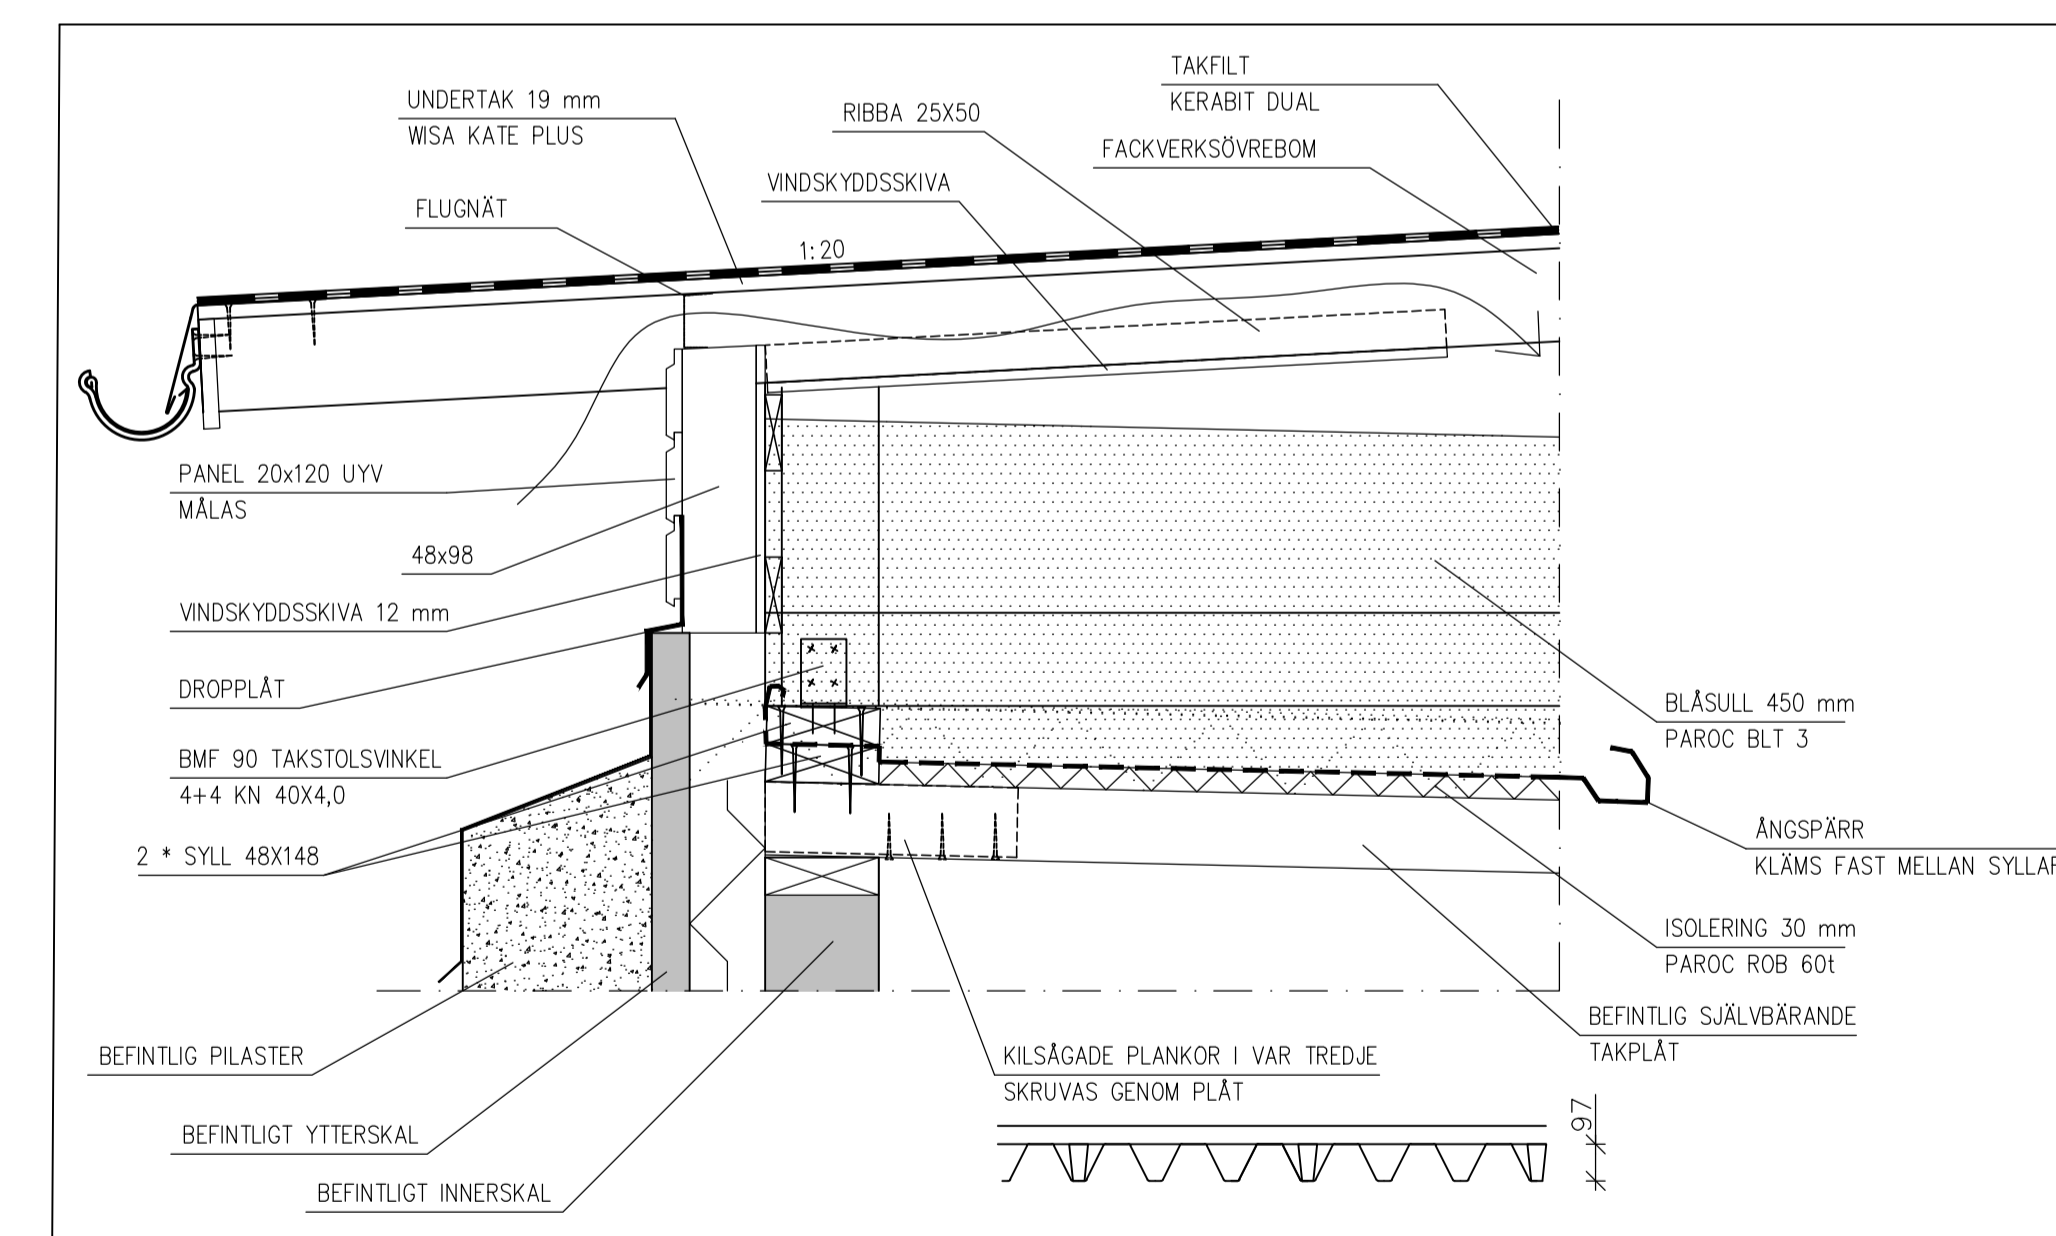 TAKFILT
KERABIT DUAL
UNDERTAK 19 mm
WISA KATE PLUS
RIBBA 25X50
FACKVERKSÖVREBOM
VINDSKYDDSSKIVA
FLUGNÄT
1:20
PANEL 20x120 UYV
MÅLAS
48x98
VINDSKYDDSSKIVA 12 mm
DROPPLÅT
BLÅSULL 450 mm
PAROC BLT 3
BMF 90 TAKSTOLSVINKEL
4+4 KN 40X4,0
2 * SYLL 48X148
ÅNGSPÄRR
KLÄMS FAST MELLAN SYLLAR
ISOLERING 30 mm
PAROC ROB 60t
BEFINTLIG SJÄLVBÄRANDE
TAKPLÅT
BEFINTLIG PILASTER
KILSÅGADE PLANKOR I VAR TREDJE
SKRUVAS GENOM PLÅT
97
BEFINTLIGT YTTERSKAL
BEFINTLIGT INNERSKAL